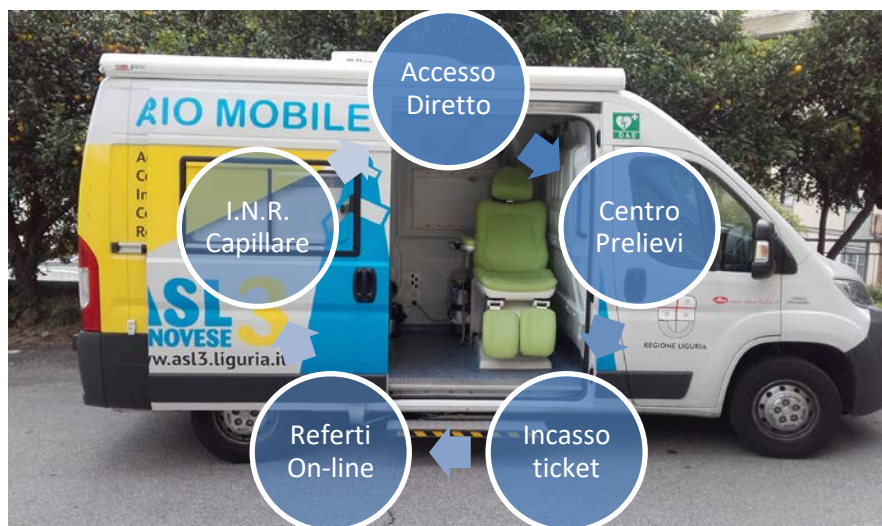 Accesso
Diretto
MOBILE
DAE
I.N.R.
Capillare
Centro
Prelievi
ASL3
NOVESE
www.asl3.liguria.it
REGIONE LIGURIA
Referti
On-line
Incasso
ticket